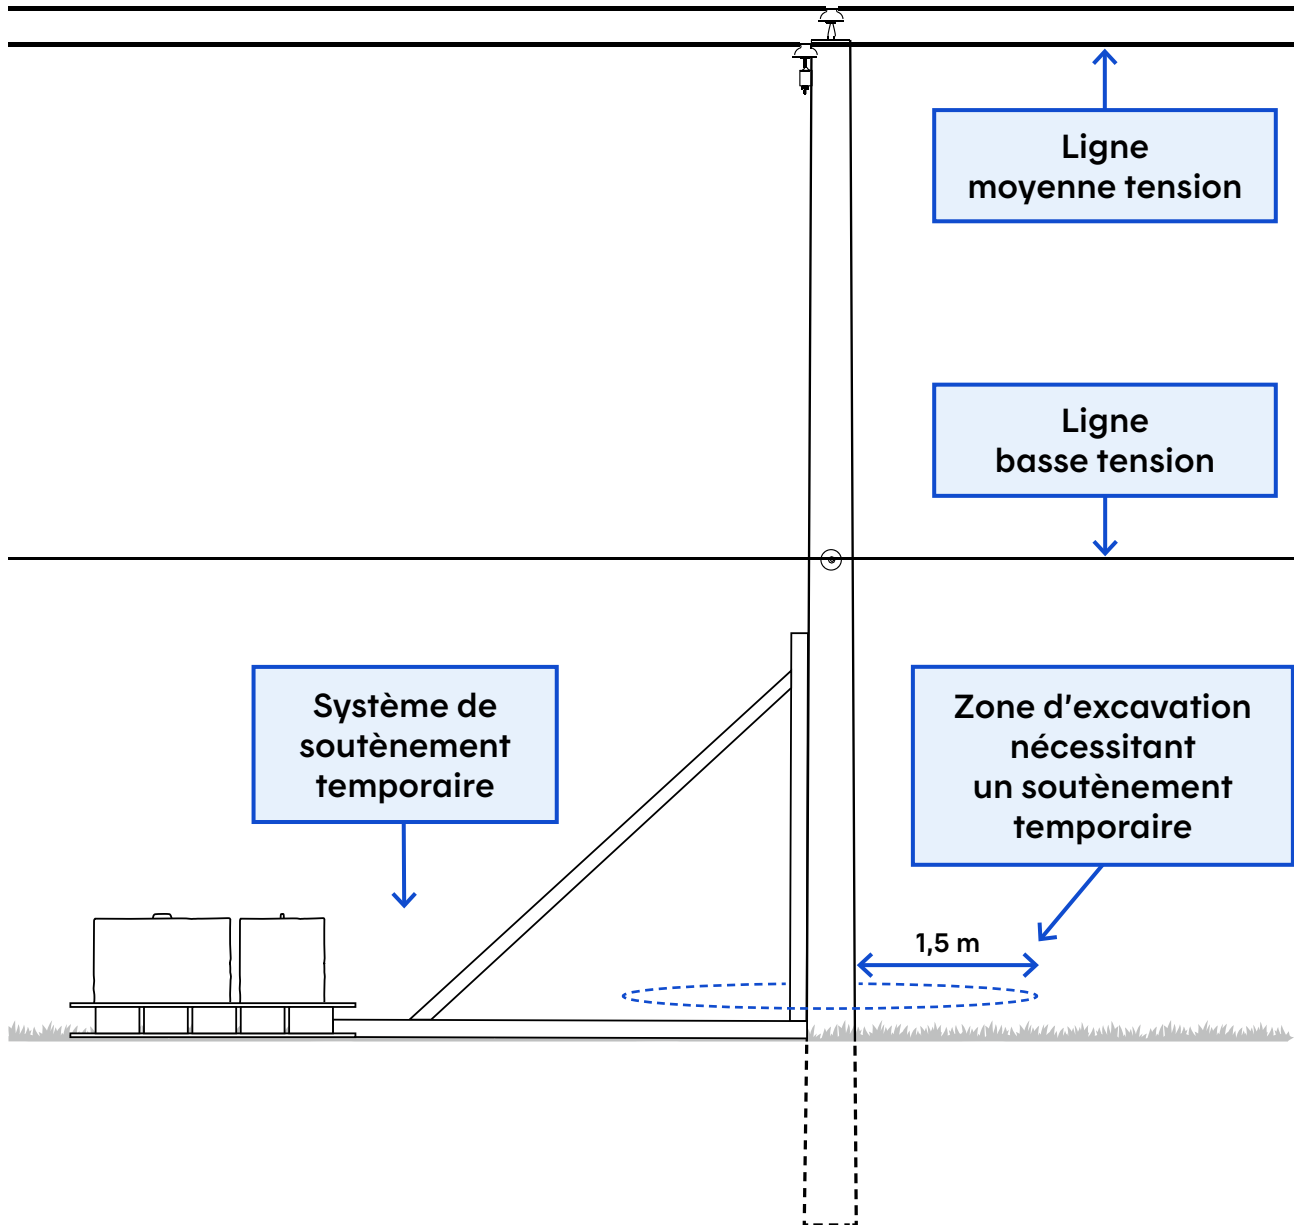 Ligne
moyenne tension
Ligne
basse tension
Système de
soutènement
temporaire
Zone d'excavation
nécessitant
un soutènement
temporaire
1,5 m